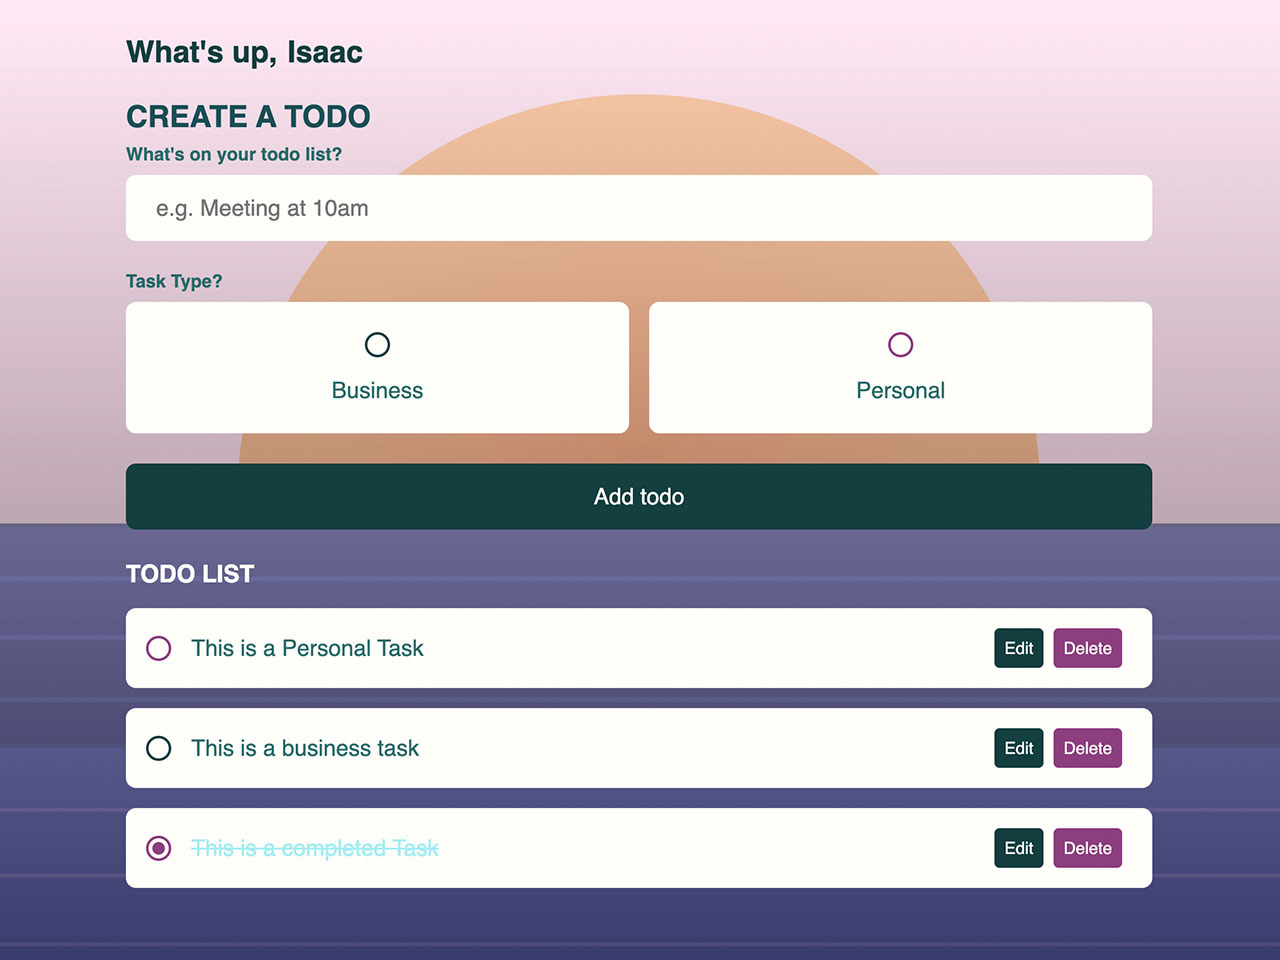 What's up, Isaac
CREATE A TODO
What's on your todo list?
e.g. Meeting at 10am
Task Type?
Business
Personal
Add todo
TODO LIST
This is a Personal Task
Edit
Delete
This is a business task
Edit
Delete
This is a completed Task
Edit
Delete